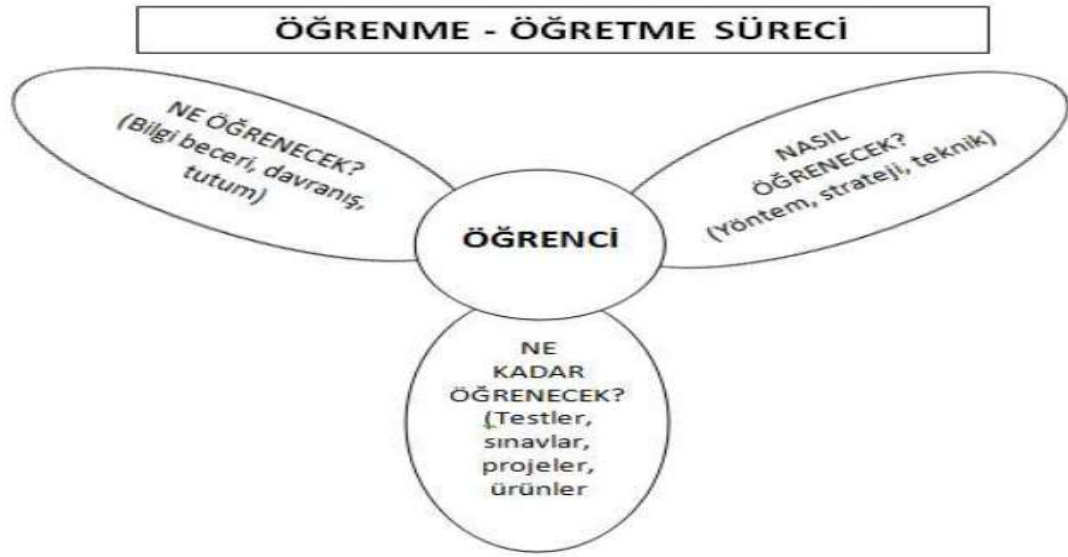 ÖĞRENME - ÖĞRETME SÜRECİ
NE ÖĞRENECEK?
(Bilgi beceri, davranış,
tutum)
NASIL
ÖĞRENECEK?
(Yöntem, strateji, teknik)
ÖĞRENCİ
NE
KADAR
ÖĞRENECEK?
(Testler,
sınavlar,
projeler,
ürünler